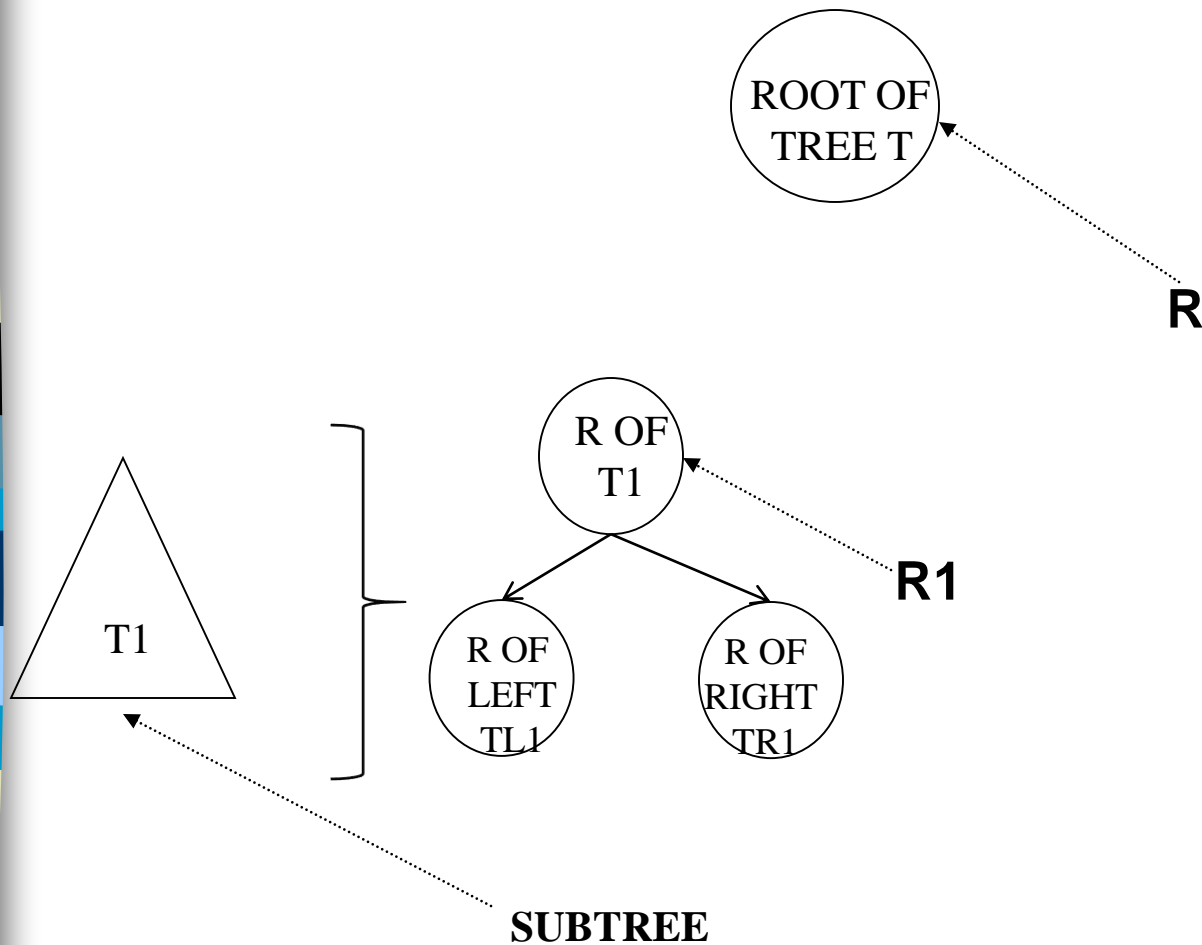 ROOT OF
TREE T
R
R OF
T1
R1
T1
R OF
LEFT
TL1
R OF
RIGHT
TR1
SUBTREE